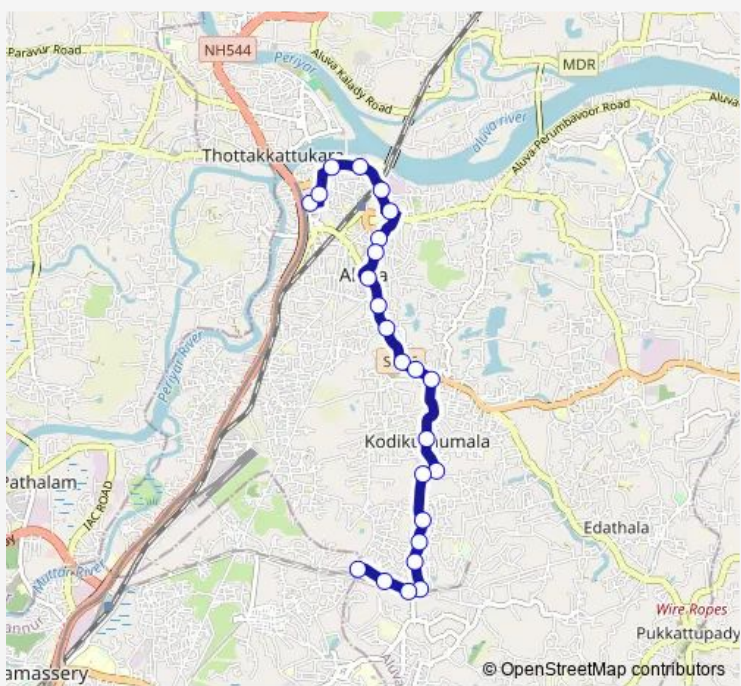 Paravur Road
NH544
Periyar
Aluva Kalady Road
MDR
aluva river
Aluva-Perumbavoor Road
Aluva
Thottakkattukara
Periyar River
Pathalam
IAC ROAD
Edathala
Muttar River
Wire Ropes
Pukkattupady
amassery
© OpenStreetMap contributors